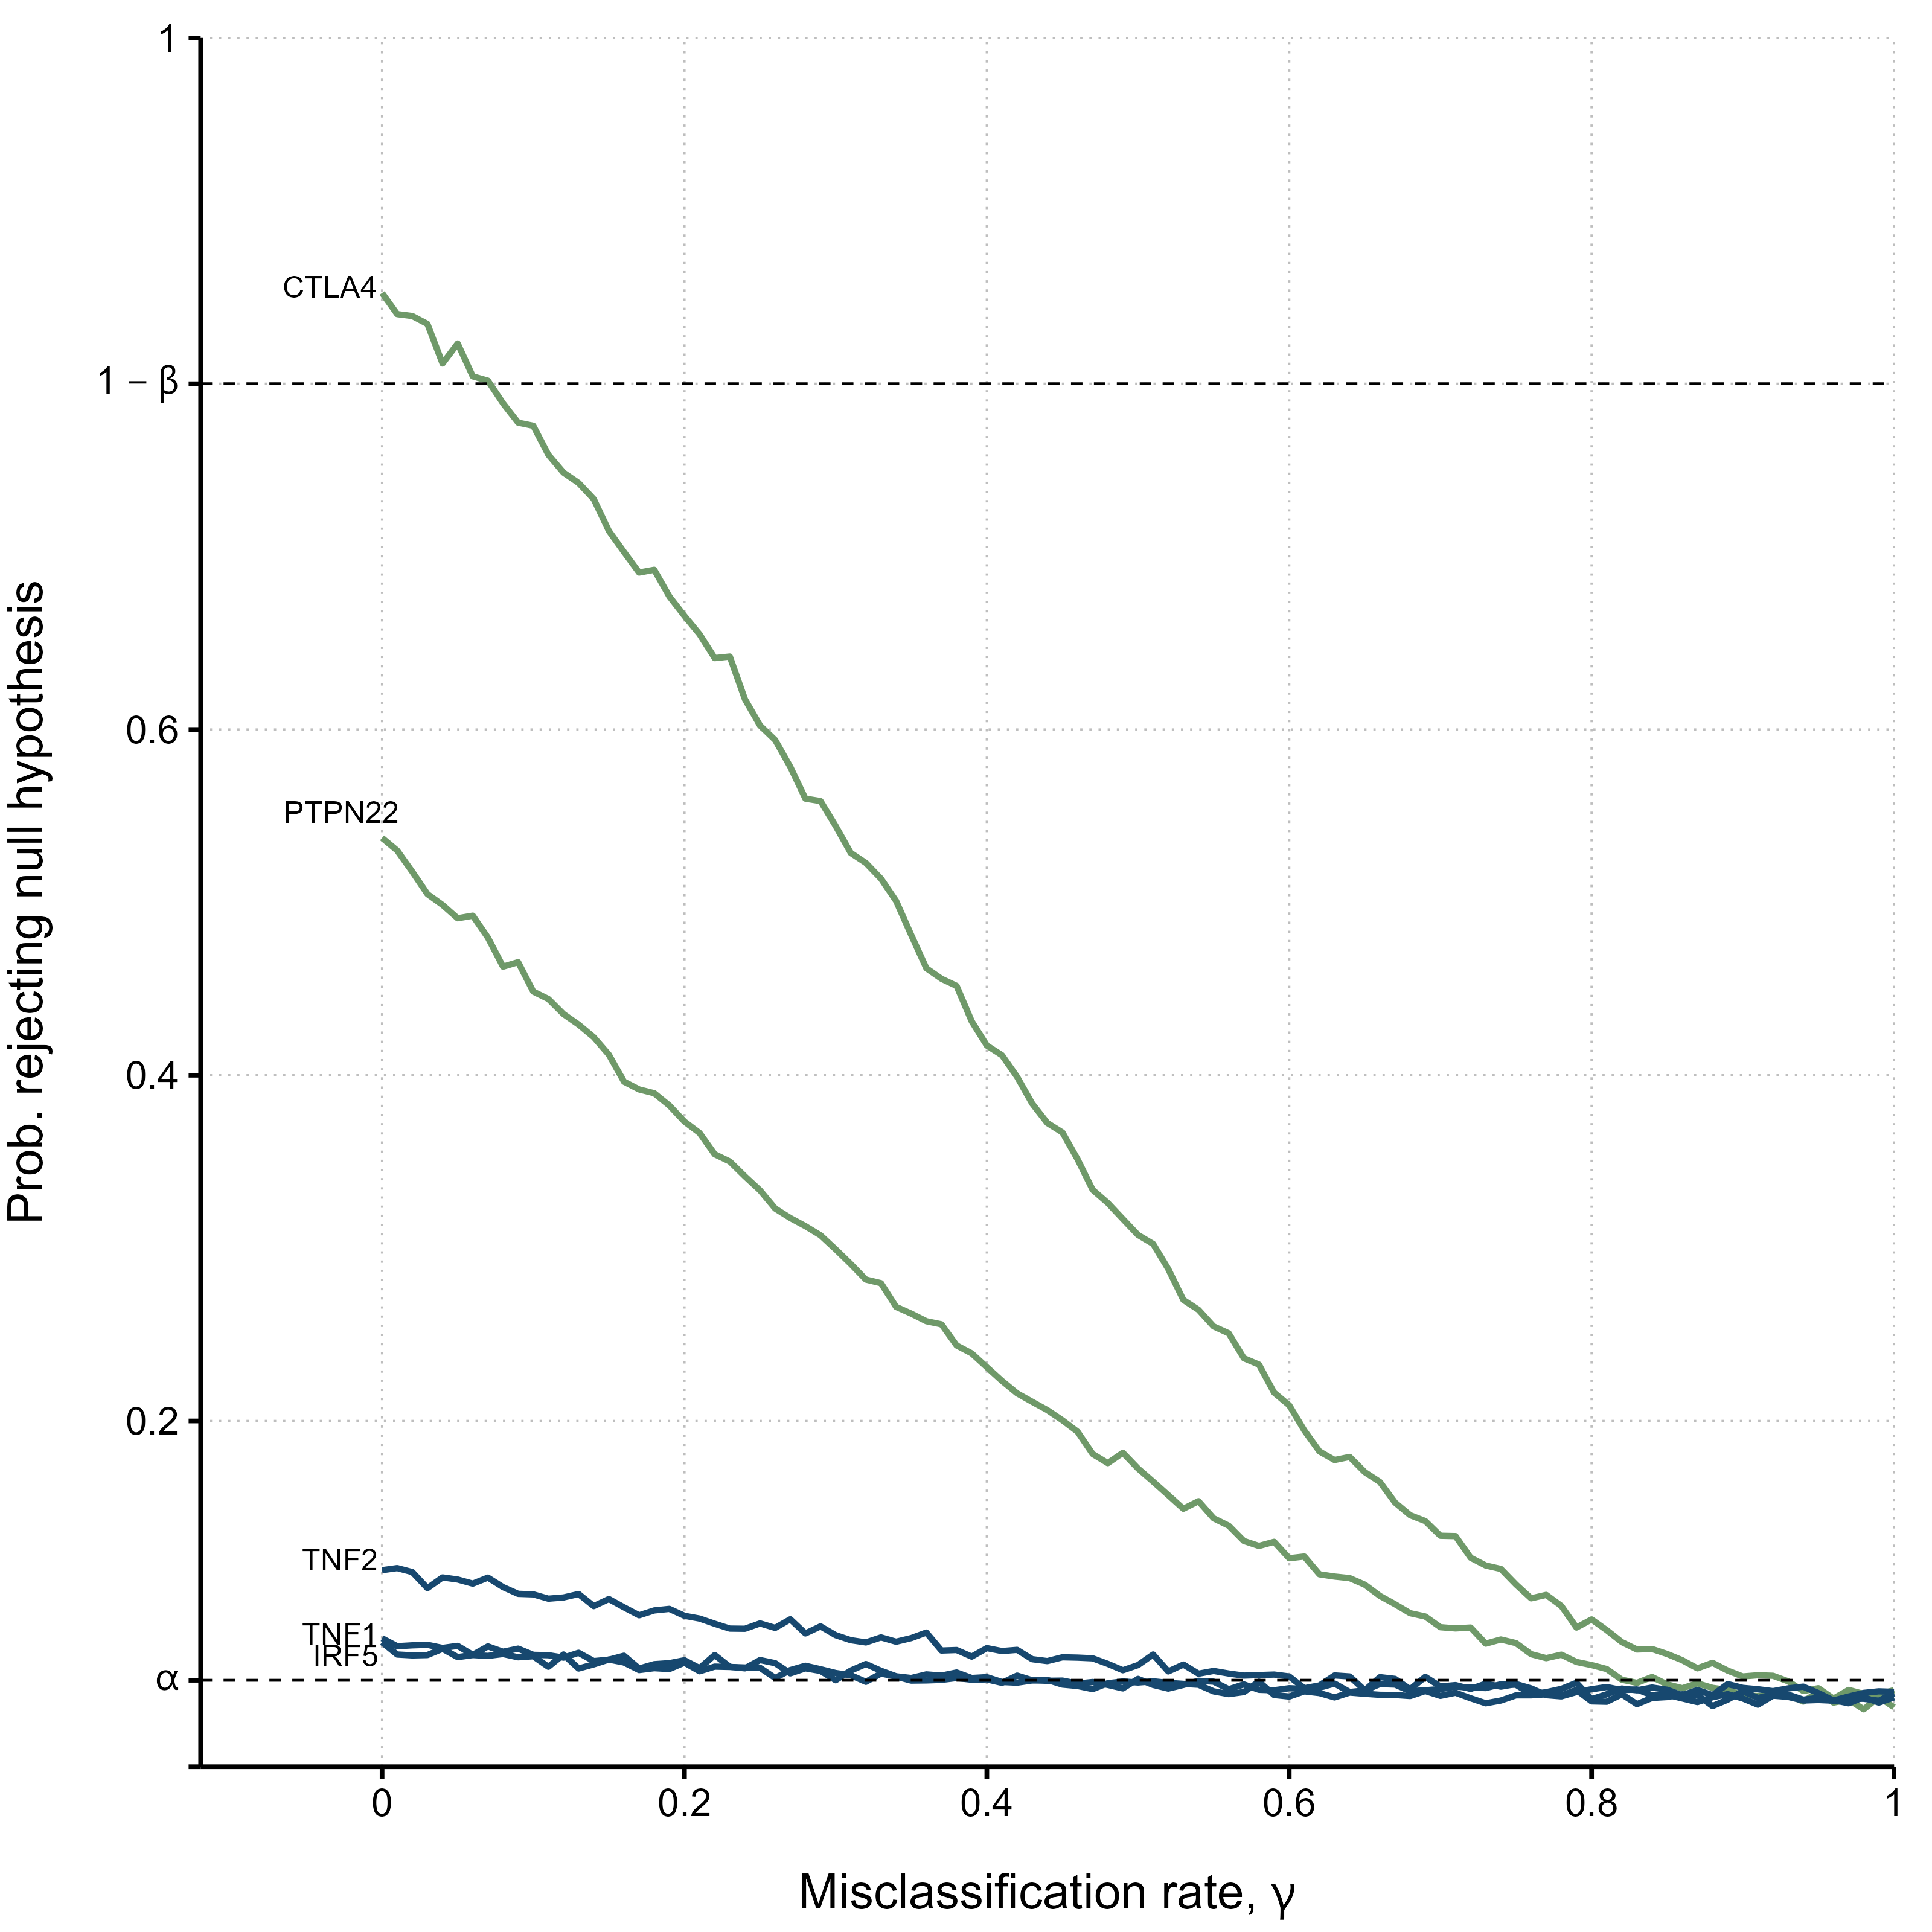 1
CTLA4
1 – β
Prob. rejecting null hypothesis
0.6
PTPN22
0.4
0.2
TNF2
TNF1
IRF5
α
0 0.2 0.4 0.6 0.8 1
Misclassification rate, γ